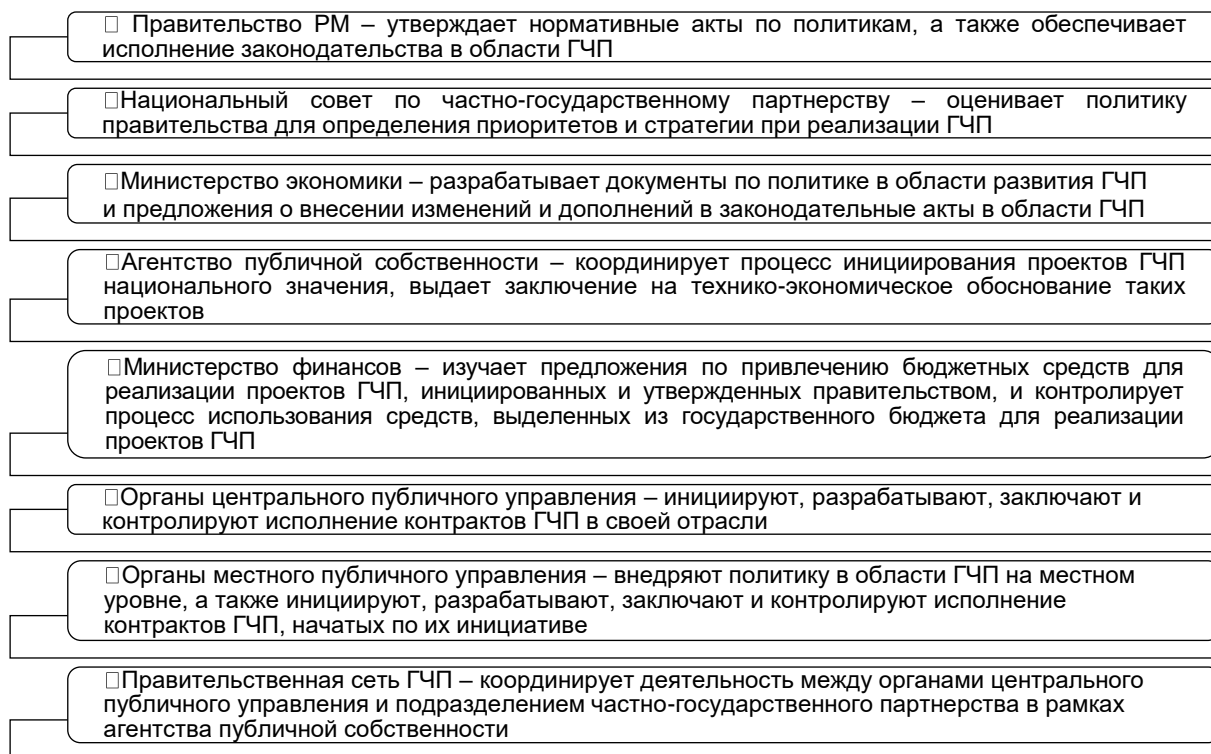 □ Правительство РМ – утверждает нормативные акты по политикам, а также обеспечивает
исполнение законодательства в области ГЧП
□Национальный совет по частно-государственному партнерству – оценивает политику
правительства для определения приоритетов и стратегии при реализации ГЧП
□Министерство экономики – разрабатывает документы по политике в области развития ГЧП
и предложения о внесении изменений и дополнений в законодательные акты в области ГЧП
□Агентство публичной собственности – координирует процесс инициирования проектов ГЧП
национального значения, выдает заключение на технико-экономическое обоснование таких
проектов
□Министерство финансов – изучает предложения по привлечению бюджетных средств для
реализации проектов ГЧП, инициированных и утвержденных правительством, и контролирует
процесс использования средств, выделенных из государственного бюджета для реализации
проектов ГЧП
□Органы центрального публичного управления – инициируют, разрабатывают, заключают и
контролируют исполнение контрактов ГЧП в своей отрасли
□Органы местного публичного управления – внедряют политику в области ГЧП на местном
уровне, а также инициируют, разрабатывают, заключают и контролируют исполнение
контрактов ГЧП, начатых по их инициативе
□Правительственная сеть ГЧП – координирует деятельность между органами центрального
публичного управления и подразделением частно-государственного партнерства в рамках
агентства публичной собственности